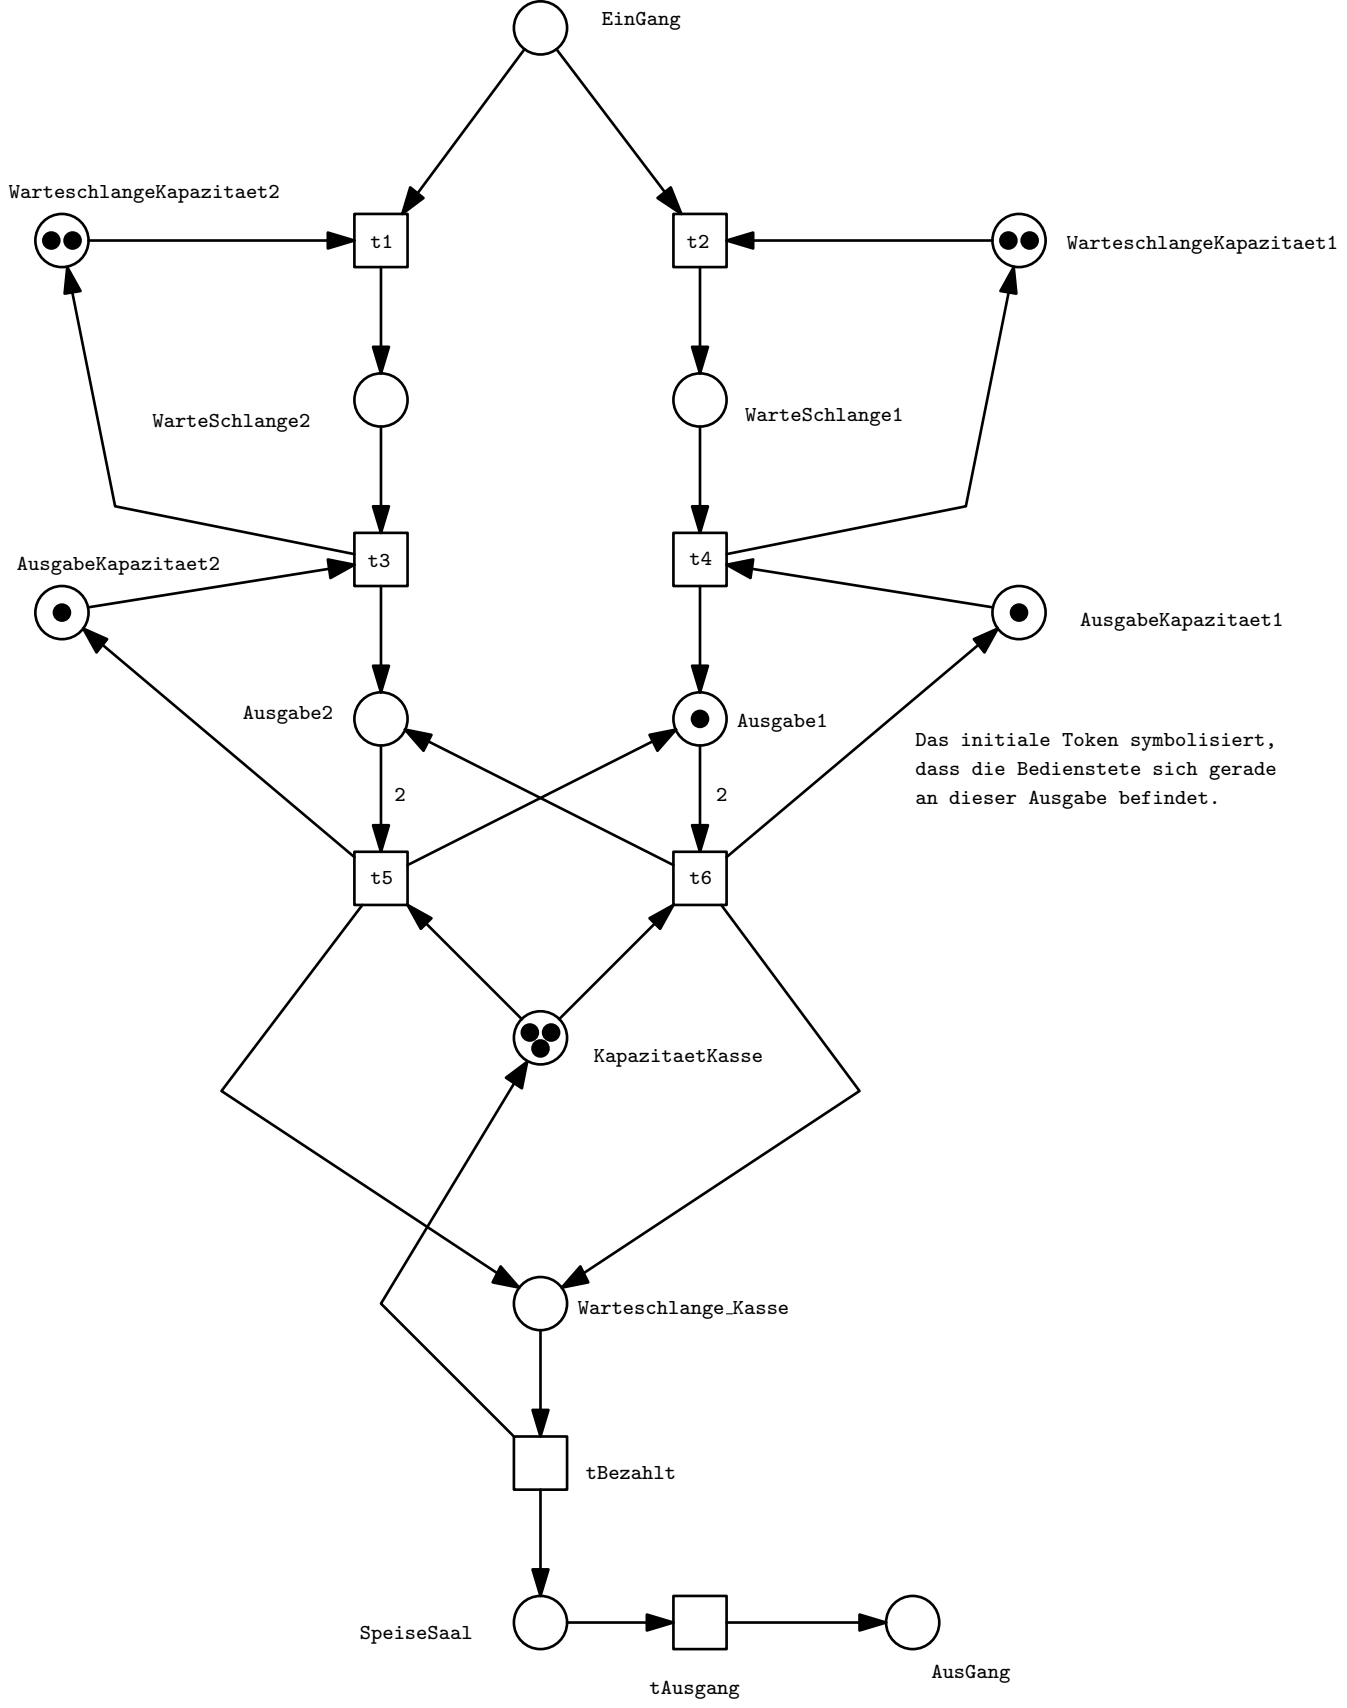 EinGang
WarteschlangeKapazitaet2
t1
t2
WarteschlangeKapazitaet1
WarteSchlange2
WarteSchlange1
AusgabeKapazitaet2
t3
t4
AusgabeKapazitaet1
Ausgabe2
Ausgabe1
Das initiale Token symbolisiert,
dass die Bedienstete sich gerade
an dieser Ausgabe befindet.
2
2
t5
t6
KapazitaetKasse
Warteschlange_Kasse
tBezahlt
SpeiseSaal
AusGang
tAusgang